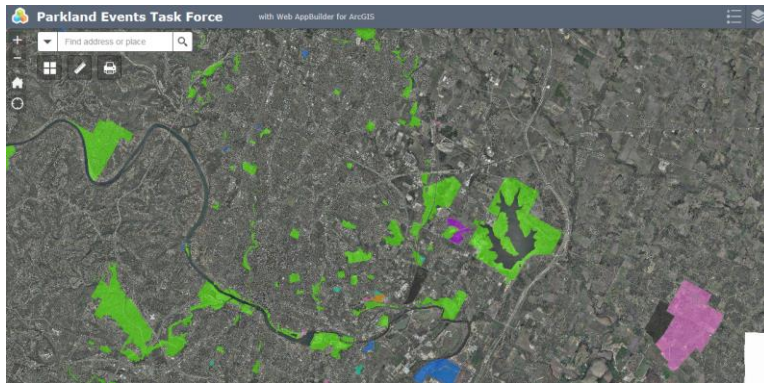 Parkland Events Task Force
with Web AppBuilder for ArcGIS
Find address or place